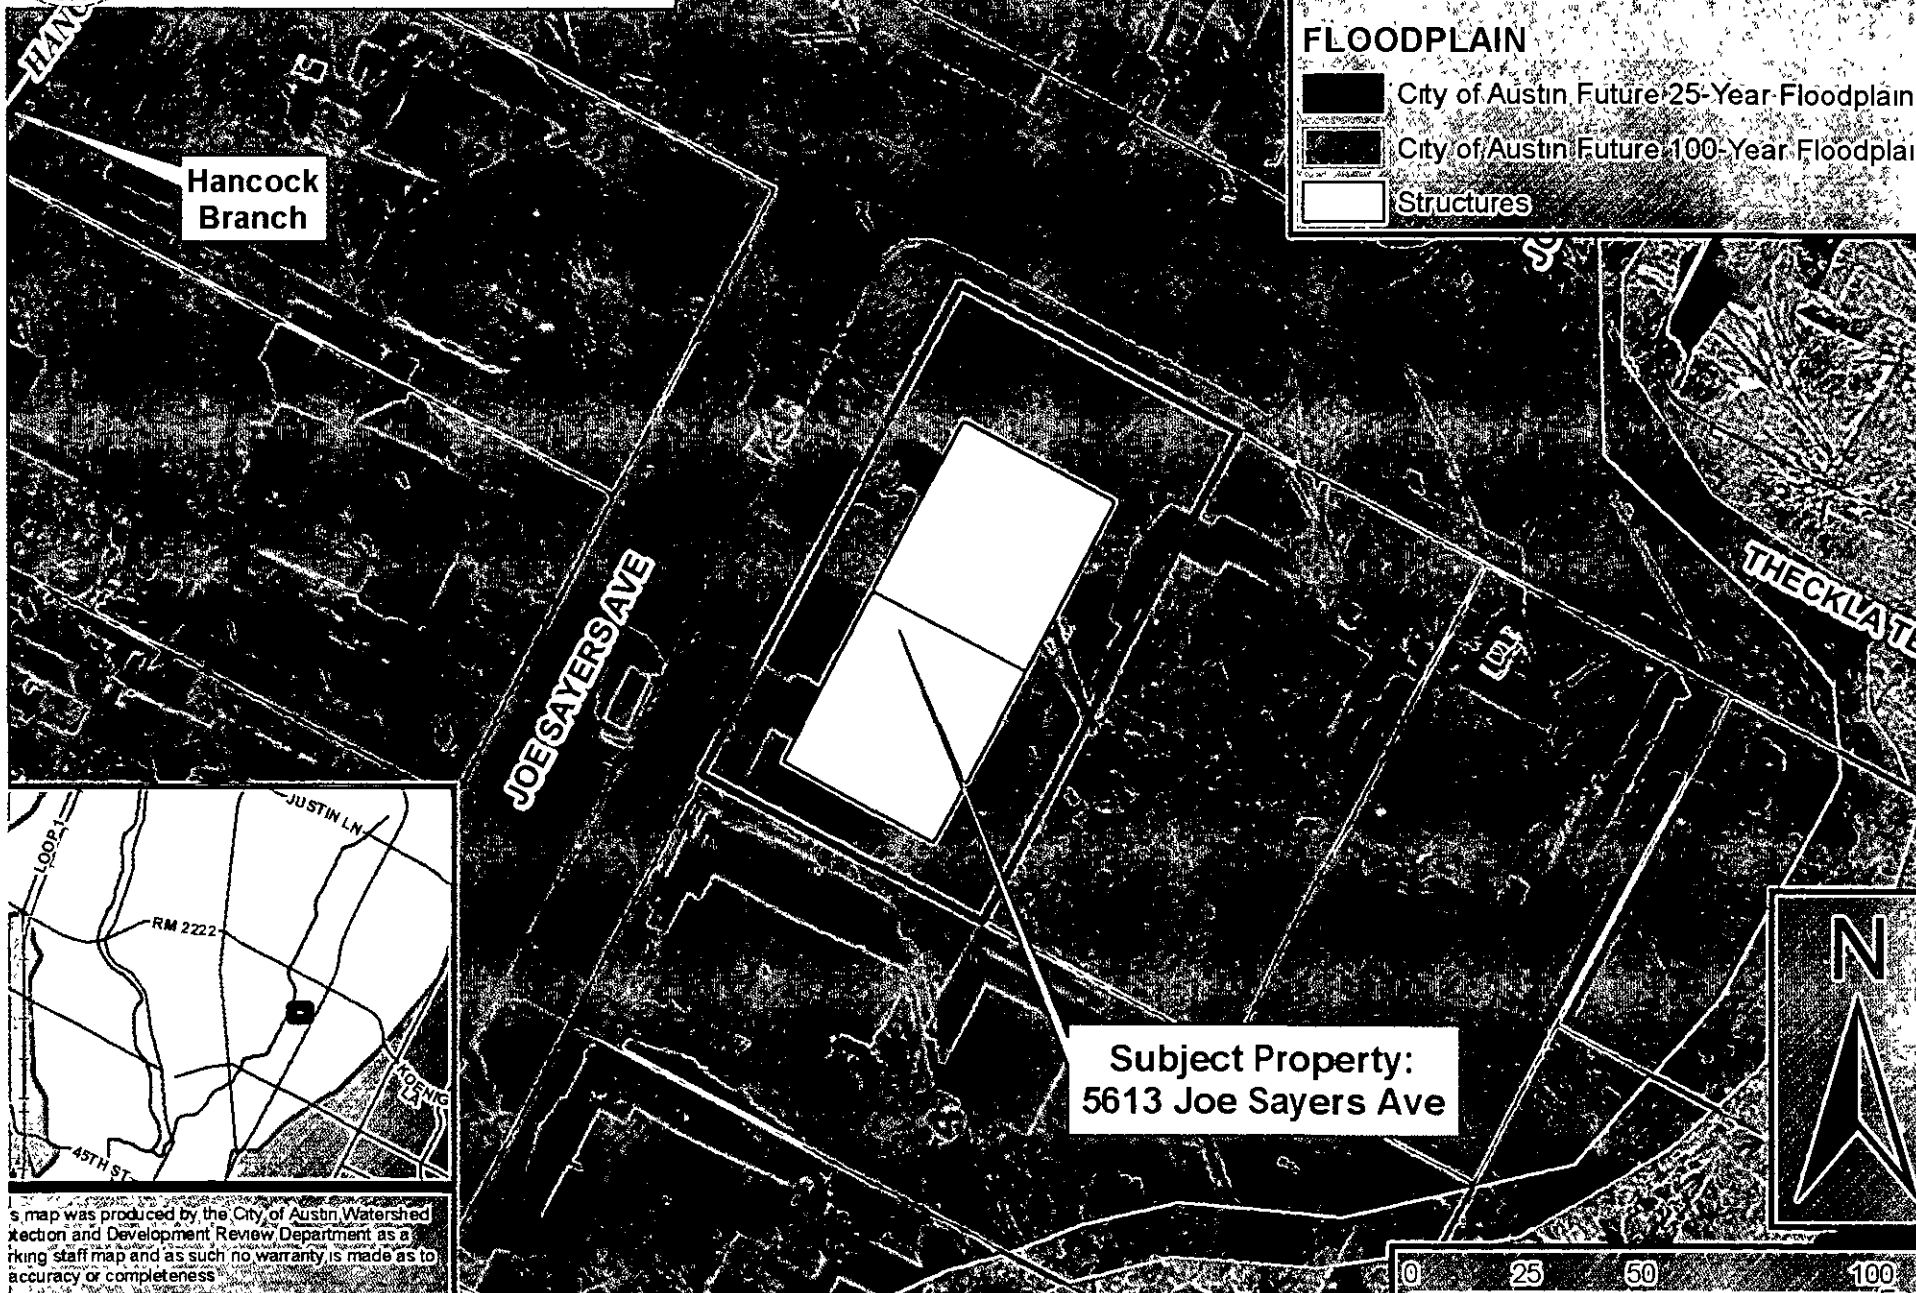 HANC
FLOODPLAIN
City of Austin Future 25-Year Floodplain
City of Austin Future 100-Year Floodplai
Structures
Hancock
Branch
JO
THECKLA TE
JOE SAYERS AVE
JUSTIN LN
LOOP 1
RM 2222
KOENIG
LA
45TH ST
N
Subject Property:
5613 Joe Sayers Ave
s map was produced by the City of Austin Watershed
tection and Development Review Department as a
rking staff map and as such no warranty is made as to
accuracy or completeness
0 25 50 100